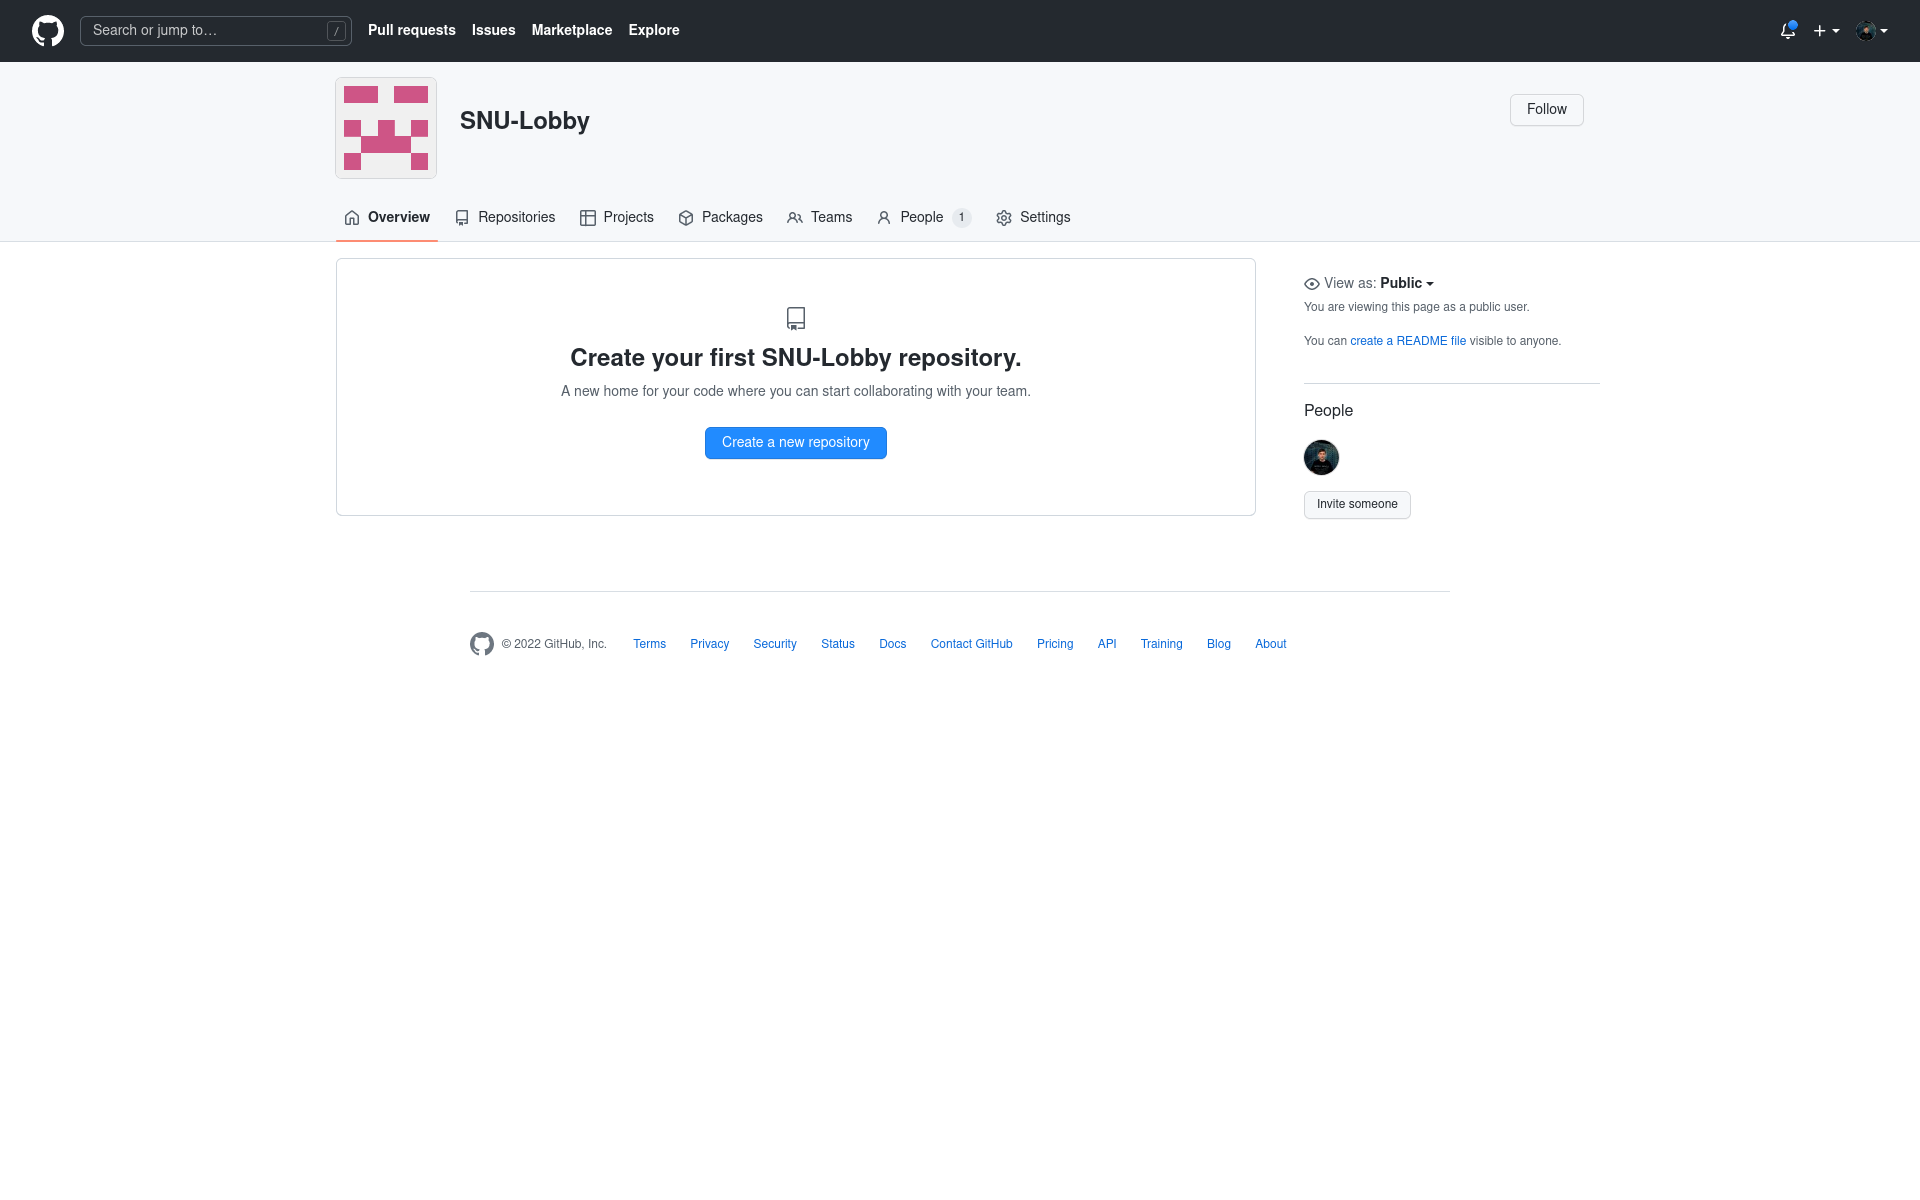 Search or jump to… /
Pull requests Issues Marketplace Explore
SNU-Lobby
Follow
Overview Repositories Projects Packages Teams People 1 Settings
Create your first SNU-Lobby repository.
A new home for your code where you can start collaborating with your team.
Create a new repository
View as: Public
You are viewing this page as a public user.
You can create a README file visible to anyone.
People
Invite someone
© 2022 GitHub, Inc. Terms Privacy Security Status Docs Contact GitHub Pricing API Training Blog About